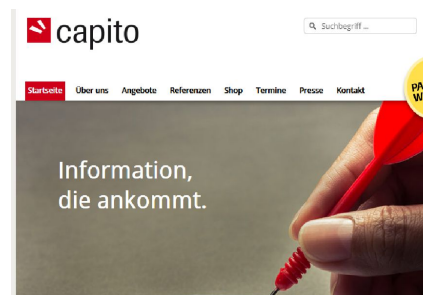 capito
Suchbegriff ...
Startseite Über uns Angebote Referenzen Shop Termine Presse Kontakt
Information,
die ankommt.